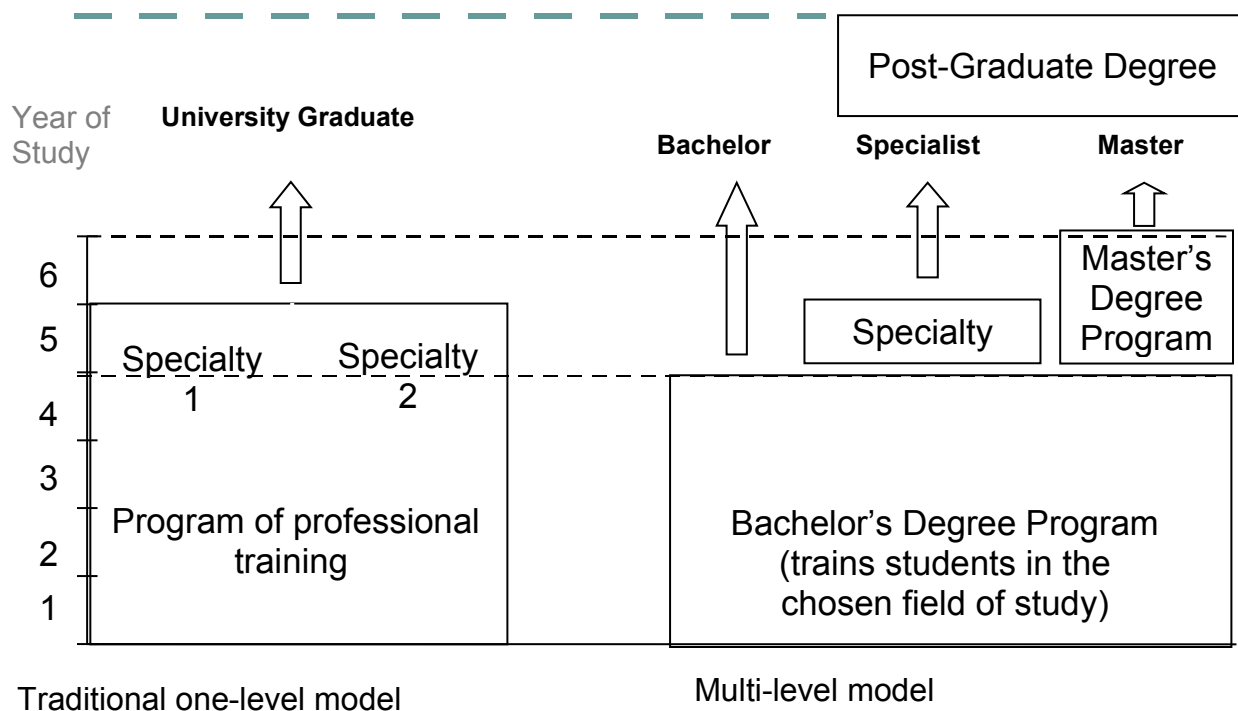 Post-Graduate Degree
Year of
Study
University Graduate
Bachelor
Specialist
Master
6
5
4
3
2
1
Specialty
1
Specialty
2
Program of professional
training
Specialty
Master's
Degree
Program
Bachelor's Degree Program
(trains students in the
chosen field of study)
Traditional one-level model
Multi-level model